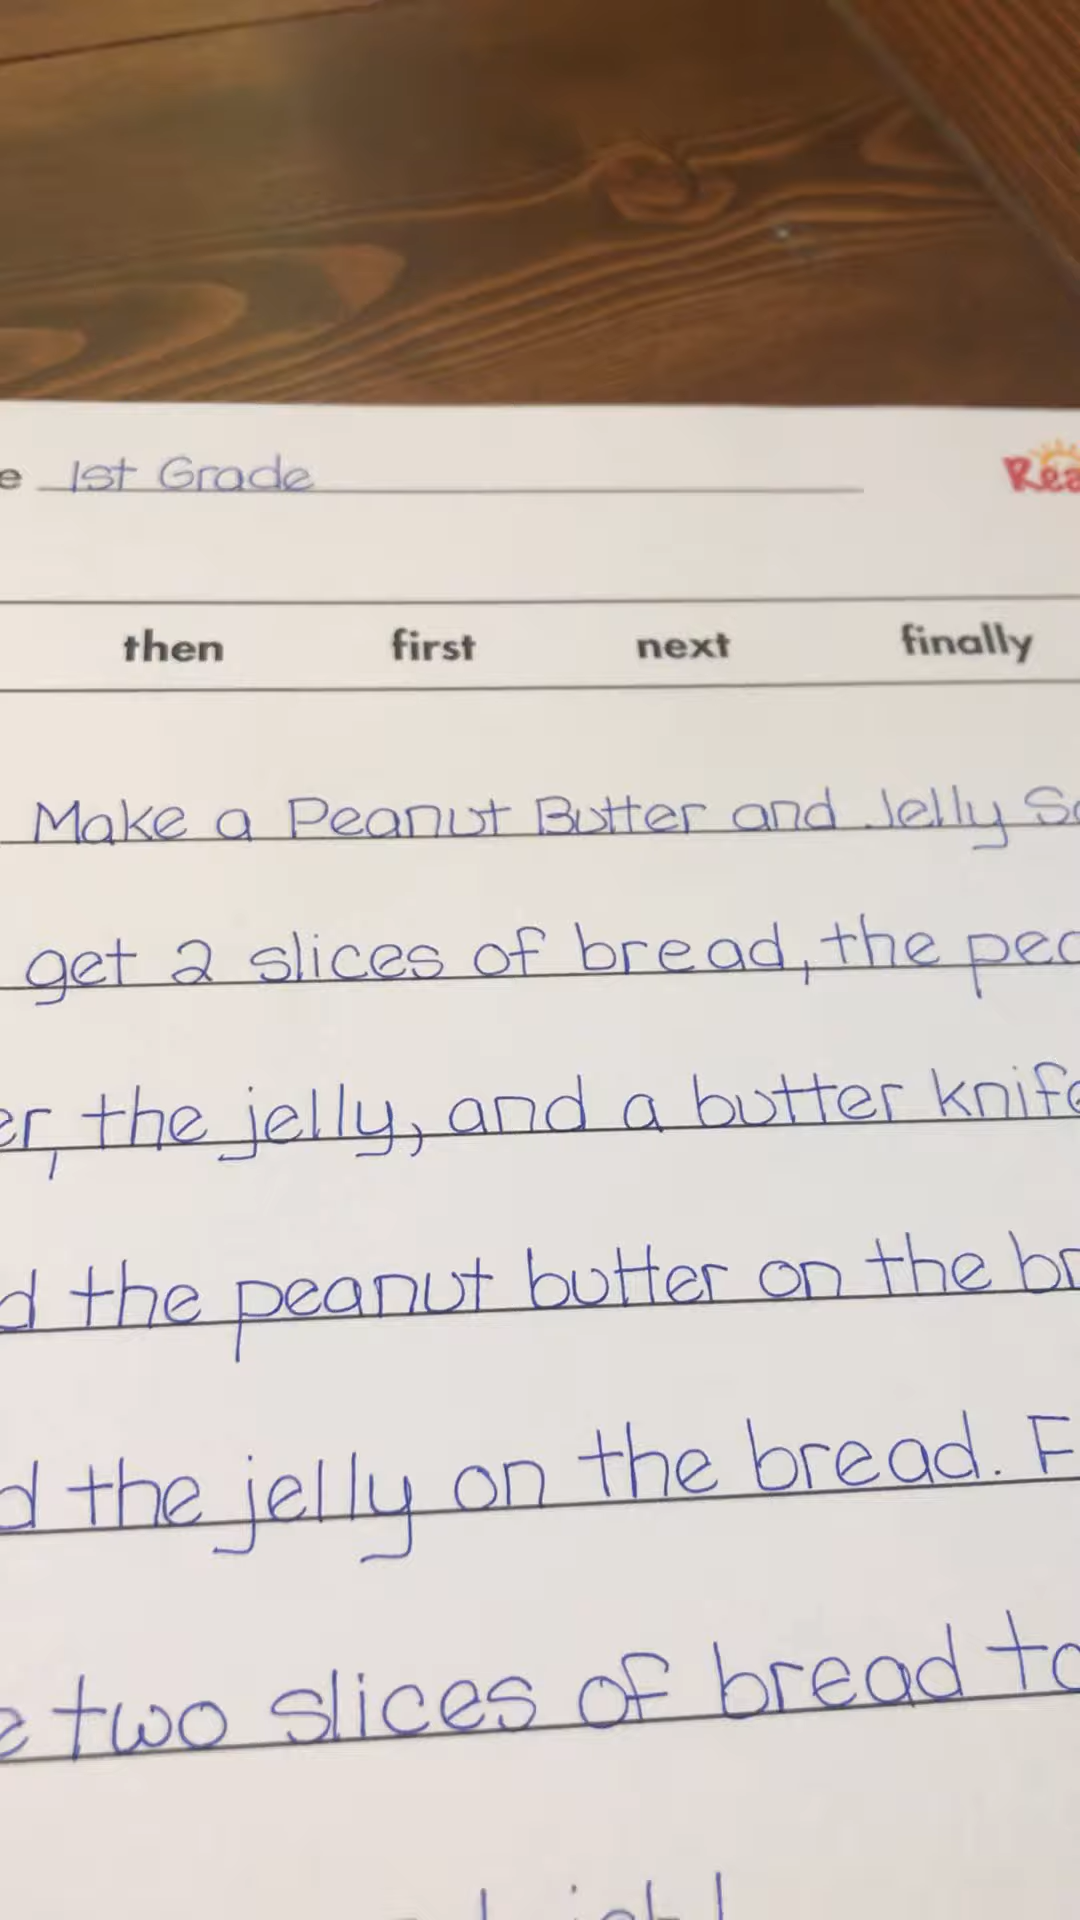 e 1st Grade Rea
then first next finally
Make a Peanut Butter and Jelly Sa
get 2 slices of bread, the pea
er, the jelly, and a butter knife
d the peanut butter on the br
d the jelly on the bread. F
e two slices of bread to